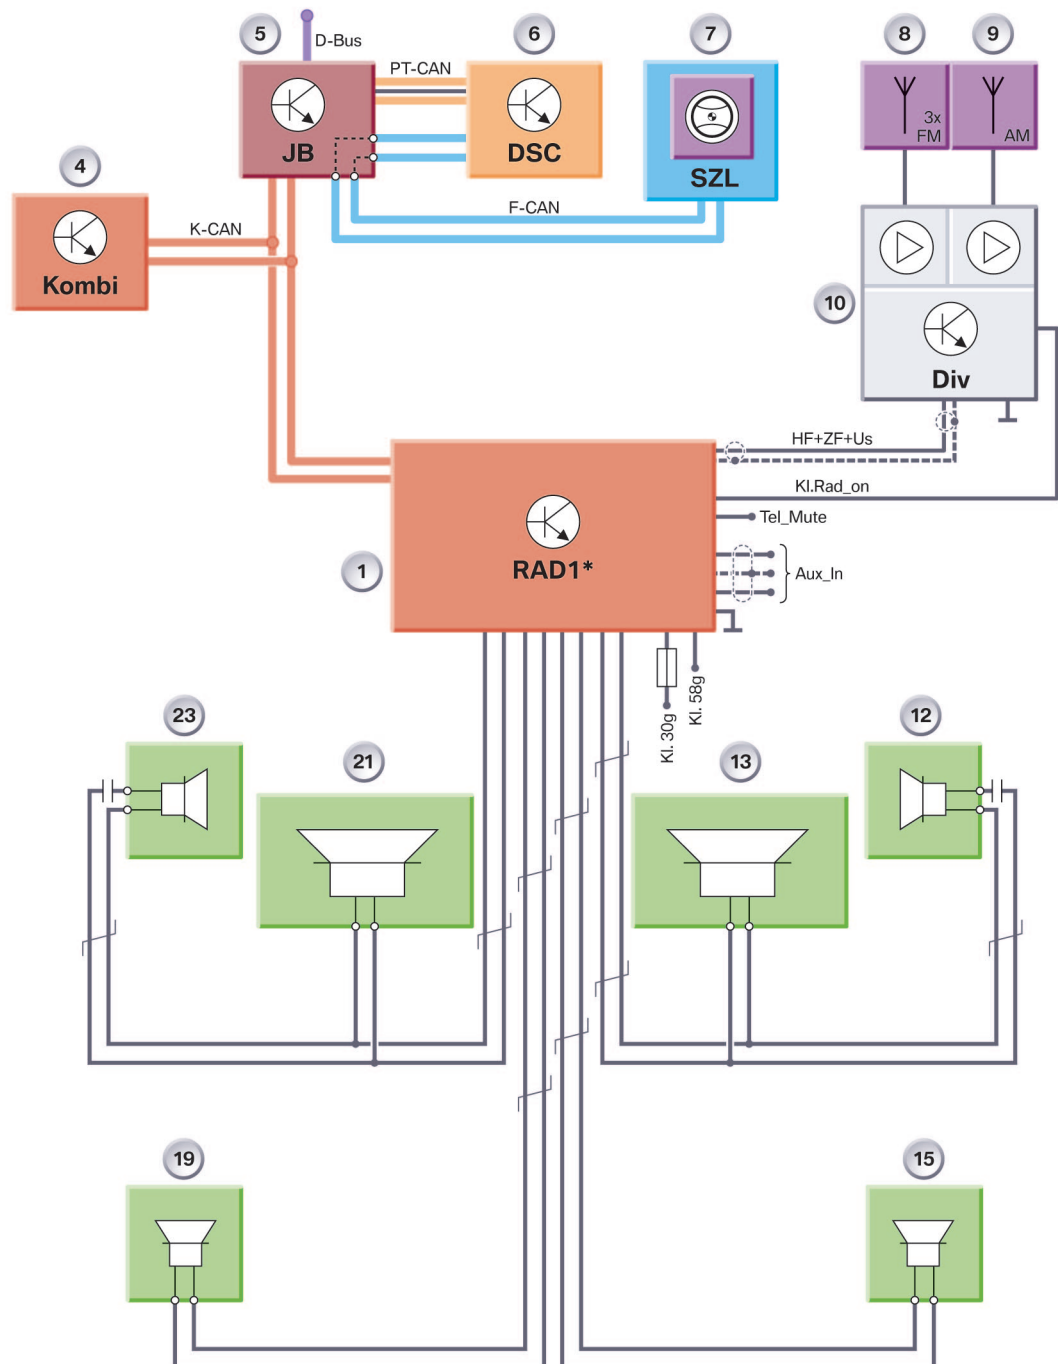 5
6
7
8
9
D-Bus
PT-CAN
3x
FM
AM
JB
DSC
SZL
4
F-CAN
K-CAN
Kombi
10
Div
HF+ZF+Us
Kl.Rad_on
Tel_Mute
1
RAD1*
Aux_In
Kl. 30g
Kl. 58g
23
21
13
12
19
15